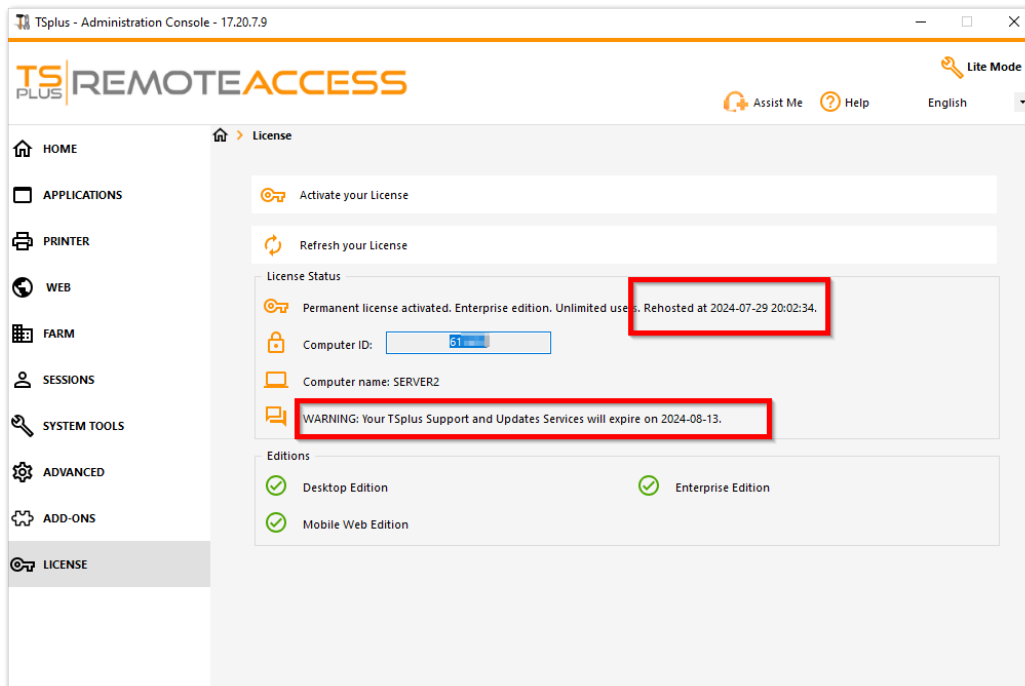 TSplus - Administration Console - 17.20.7.9
TS PLUS REMOTEACCESS
Lite Mode
Assist Me
Help
English
HOME
APPLICATIONS
PRINTER
WEB
FARM
SESSIONS
SYSTEM TOOLS
ADVANCED
ADD-ONS
LICENSE
License
Activate your License
Refresh your License
License Status
Permanent license activated. Enterprise edition. Unlimited users. Rehosted at 2024-07-29 20:02:34.
Computer ID: 61
Computer name: SERVER2
WARNING: Your TSplus Support and Updates Services will expire on 2024-08-13.
Editions
Desktop Edition
Enterprise Edition
Mobile Web Edition